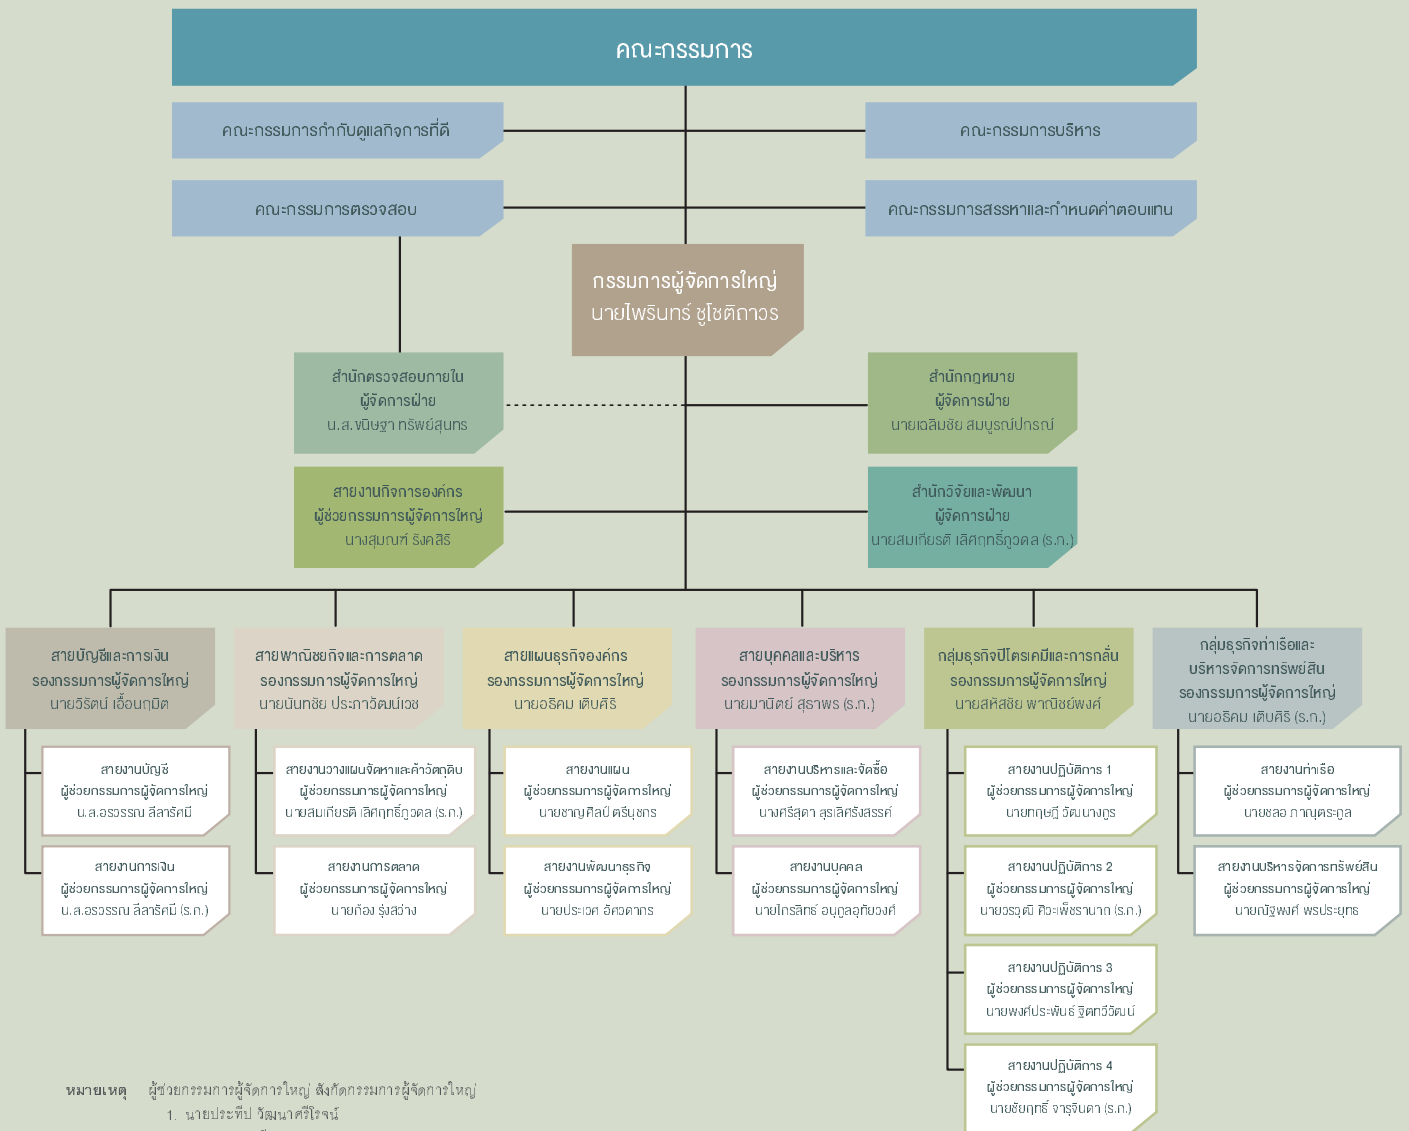 คณะกรรมการ
คณะกรรมการกำกับดูแลกิจการที่ดี
คณะกรรมการบริหาร
คณะกรรมการตรวจสอบ
คณะกรรมการสรรหาและกำหนดค่าตอบแทน
กรรมการผู้จัดการใหญ่
นายไพรินทร์ ชูโชติถาวร
สำนักตรวจสอบภายใน
ผู้จัดการฝ่าย
น.ส.ขนิษฐา ทรัพย์สุนทร
สำนักกฎหมาย
ผู้จัดการฝ่าย
นายเฉลิมชัย สมบูรณ์ปกรณ์
สายงานกิจการองค์กร
ผู้ช่วยกรรมการผู้จัดการใหญ่
นางสุมณฑ์ รังคสิริ
สำนักวิจัยและพัฒนา
ผู้จัดการฝ่าย
นายสมเกียรติ เลิศฤทธิ์ภูวดล (ร.ก.)
สายบัญชีและการเงิน
รองกรรมการผู้จัดการใหญ่
นายวิรัตน์ เอื้อนฤมิต
สายพาณิชยกิจและการตลาด
รองกรรมการผู้จัดการใหญ่
นายนันทชัย ประภาวัฒน์เวช
สายแผนธุรกิจองค์กร
รองกรรมการผู้จัดการใหญ่
นายอธิคม เติบศิริ
สายบุคคลและบริหาร
รองกรรมการผู้จัดการใหญ่
นายมานิตย์ สุธาพร (ร.ก.)
กลุ่มธุรกิจปิโตรเคมีและการกลั่น
รองกรรมการผู้จัดการใหญ่
นายสหัสชัย พาณิชย์พงศ์
กลุ่มธุรกิจท่าเรือและ
บริหารจัดการทรัพย์สิน
รองกรรมการผู้จัดการใหญ่
นายอธิคม เติบศิริ (ร.ก.)
สายงานบัญชี
ผู้ช่วยกรรมการผู้จัดการใหญ่
น.ส.อรวรรณ ลีลารัศมี
สายงานวางแผนจัดหาและค้าวัตถุดิบ
ผู้ช่วยกรรมการผู้จัดการใหญ่
นายสมเกียรติ เลิศฤทธิ์ภูวดล (ร.ก.)
สายงานแผน
ผู้ช่วยกรรมการผู้จัดการใหญ่
นายชาญศิลป์ ตรีนุชกร
สายงานบริหารและจัดซื้อ
ผู้ช่วยกรรมการผู้จัดการใหญ่
นางศรีสุดา สุรเลิศรังสรรค์
สายงานปฏิบัติการ 1
ผู้ช่วยกรรมการผู้จัดการใหญ่
นายทฤษฎี วัฒนางกูร
สายงานท่าเรือ
ผู้ช่วยกรรมการผู้จัดการใหญ่
นายชลอ ภาณุตระกูล
สายงานการเงิน
ผู้ช่วยกรรมการผู้จัดการใหญ่
น.ส.อรวรรณ ลีลารัศมี (ร.ก.)
สายงานการตลาด
ผู้ช่วยกรรมการผู้จัดการใหญ่
นายก้อง รุ่งสว่าง
สายงานพัฒนาธุรกิจ
ผู้ช่วยกรรมการผู้จัดการใหญ่
นายประเวศ อัศวดากร
สายงานบุคคล
ผู้ช่วยกรรมการผู้จัดการใหญ่
นายไกรสิทธ์ อนุกูลอุทัยวงศ์
สายงานปฏิบัติการ 2
ผู้ช่วยกรรมการผู้จัดการใหญ่
นายวรวุฒิ ศิวะเพ็ชรานาถ (ร.ก.)
สายงานบริหารจัดการทรัพย์สิน
ผู้ช่วยกรรมการผู้จัดการใหญ่
นายณัฐพงศ์ พรประยุทธ
สายงานปฏิบัติการ 3
ผู้ช่วยกรรมการผู้จัดการใหญ่
นายพงศ์ประพันธ์ ฐิตทวีวัฒน์
สายงานปฏิบัติการ 4
ผู้ช่วยกรรมการผู้จัดการใหญ่
นายชัยฤทธิ์ จารุจินดา (ร.ก.)
หมายเหตุ ผู้ช่วยกรรมการผู้จัดการใหญ่ สังกัดกรรมการผู้จัดการใหญ่
1. นายประทีป วัฒนาศรีโรจน์